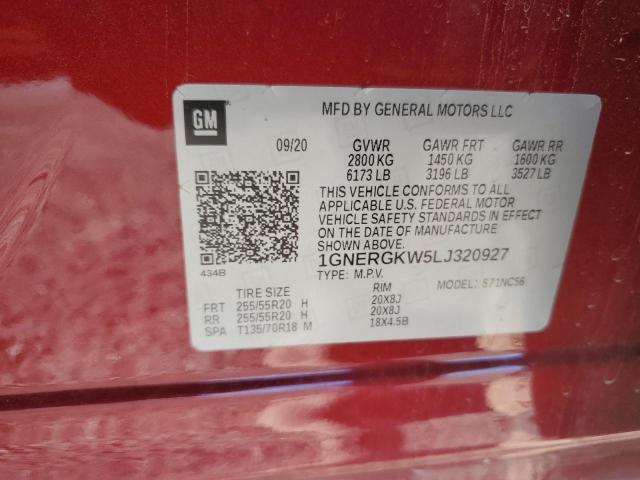 GM
MFD BY GENERAL MOTORS LLC
09/20 GVWR GAWR FRT GAWR RR
2800 KG 1450 KG 1600 KG
6173 LB 3196 LB 3527 LB
THIS VEHICLE CONFORMS TO ALL
APPLICABLE U.S. FEDERAL MOTOR
VEHICLE SAFETY STANDARDS IN EFFECT
ON THE DATE OF MANUFACTURE
SHOWN ABOVE.
1GNERGKW5LJ320927
434B
TYPE: M.P.V. MODEL: S71NC56
TIRE SIZE RIM
FRT 255/55R20 H 20X8J
RR 255/55R20 H 20X8J
SPA T135/70R18 M 18X4.5B